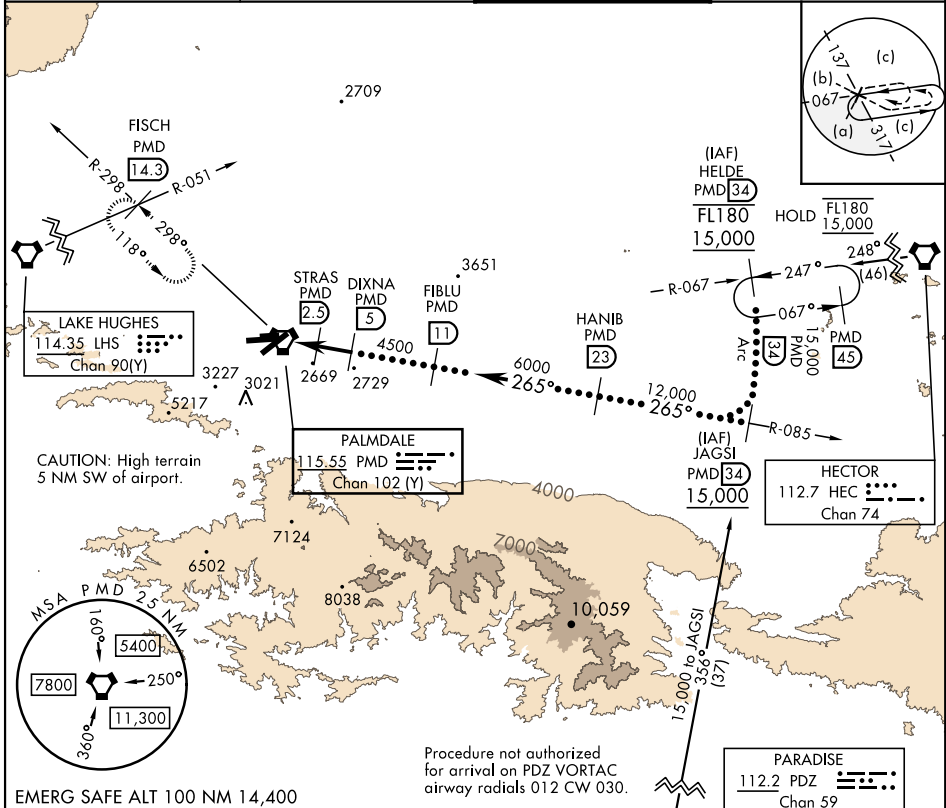 137
(c)
(b)
067
(a)
(c)
317
2709
FISCH
PMD
14.3
R-298
R-051
298°
118°
(IAF)
HELDE
PMD 34
FL180
15,000
HOLD
FL180
15,000
248°
(46)
R-067
247°
067°
3651
STRAS
PMD
2.5
DIXNA
PMD
5
FIBLU
PMD
11
HANIB
PMD
23
34
PMD
Arc
15,000
PMD
45
LAKE HUGHES
114.35 LHS
Chan 90(Y)
4500
6000
265°
12,000
265°
R-085
3227
3021
2669
2729
5217
(IAF)
JAGSI
PMD 34
15,000
CAUTION: High terrain
5 NM SW of airport.
PALMDALE
115.55 PMD
Chan 102 (Y)
HECTOR
112.7 HEC
Chan 74
4000
7000
7124
6502
8038
10,059
MSA PMD 25 NM
160°
5400
7800
250°
11,300
360°
15,000 to JAGSI
356°
(37)
Procedure not authorized
for arrival on PDZ VORTAC
airway radials 012 CW 030.
PARADISE
112.2 PDZ
Chan 59
EMERG SAFE ALT 100 NM 14,400